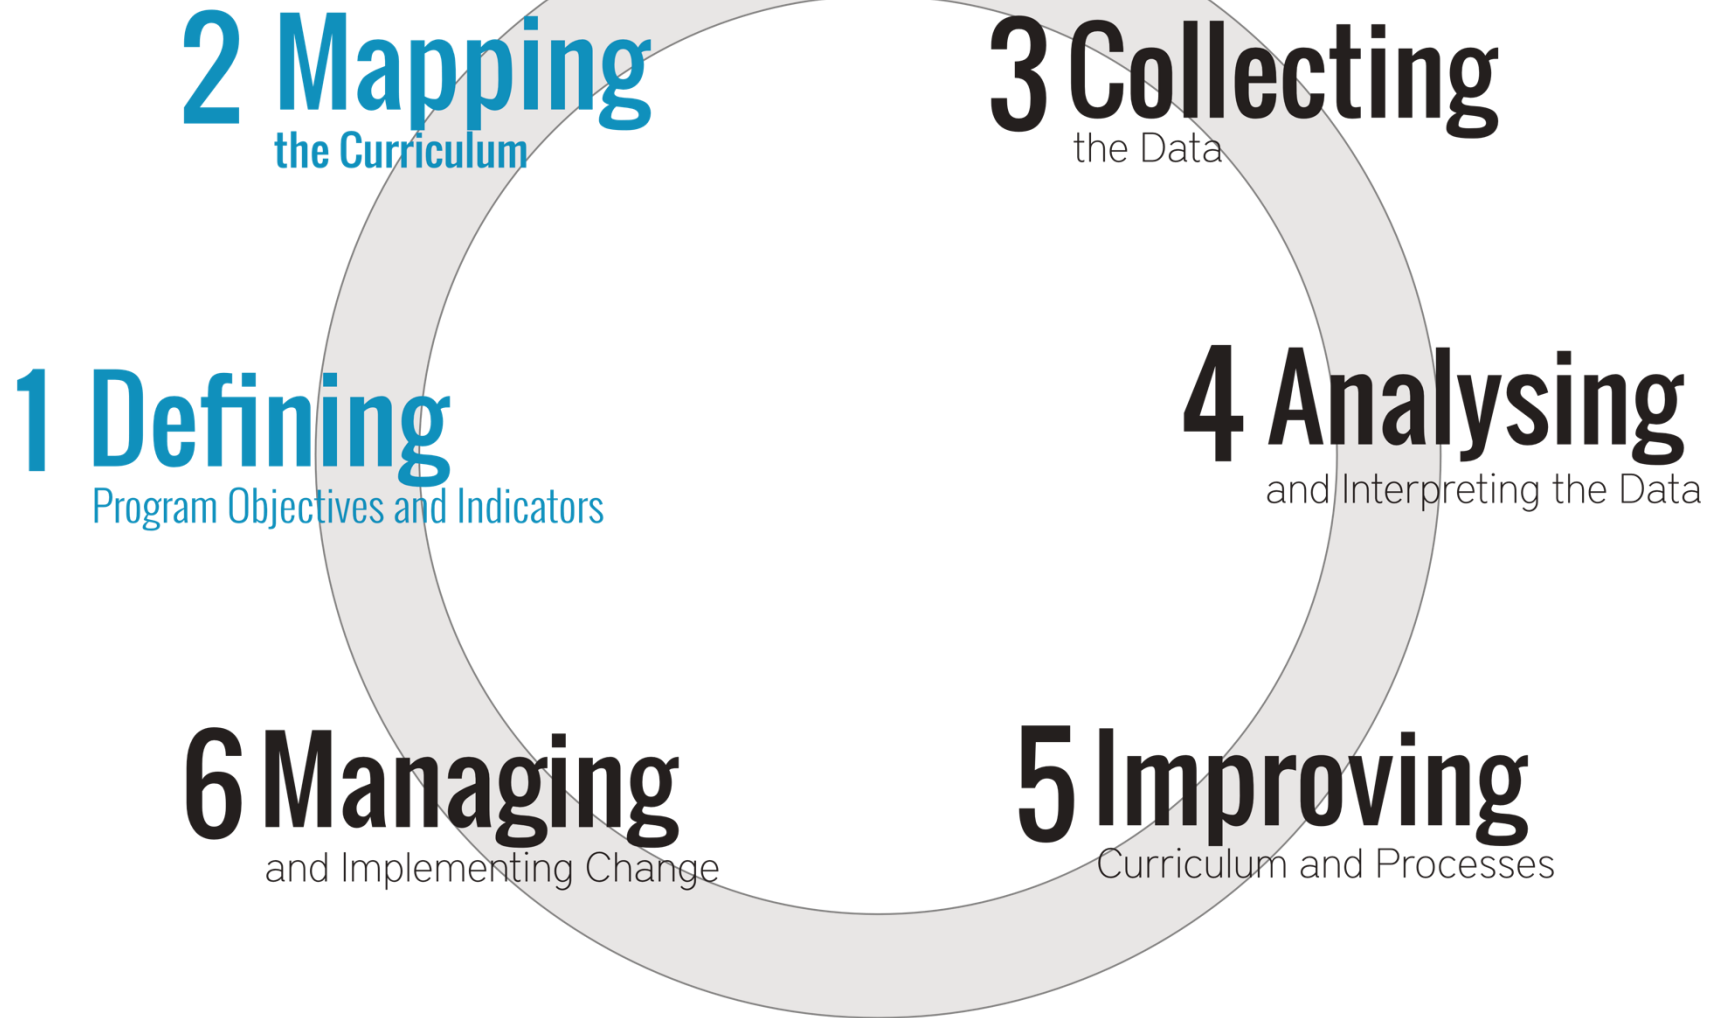 2 Mapping
the Curriculum
3 Collecting
the Data
1 Defining
Program Objectives and Indicators
4 Analysing
and Interpreting the Data
6 Managing
and Implementing Change
5 Improving
Curriculum and Processes